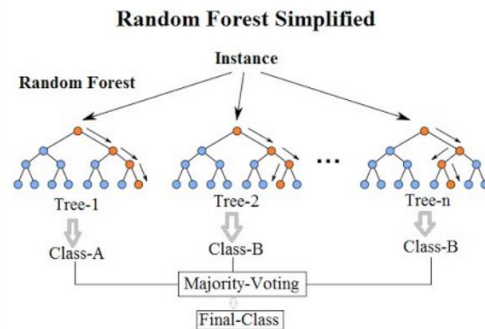 Random Forest Simplified
Instance
Random Forest
...
Tree-1
Tree-2
Tree-n
Class-A
Class-B
Class-B
Majority-Voting
Final-Class